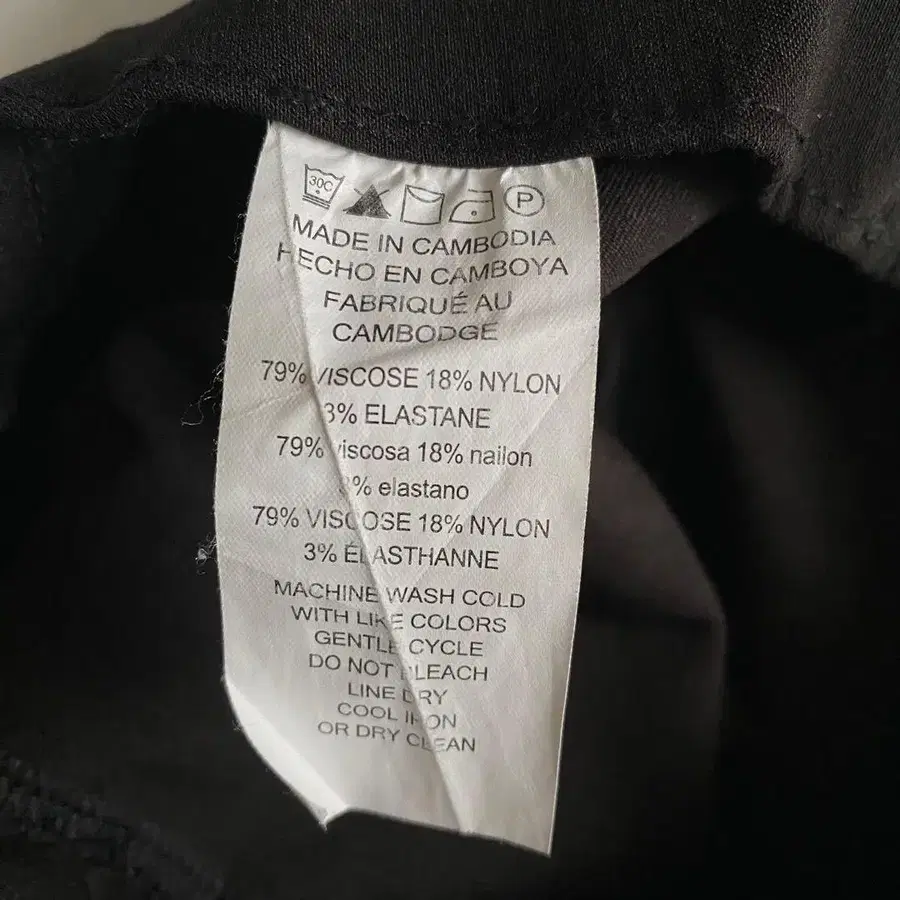 30C
P
MADE IN CAMBODIA
HECHO EN CAMBOYA
FABRIQUÉ AU
CAMBODGE
79% VISCOSE 18% NYLON
3% ELASTANE
79% viscosa 18% nailon
3% elastano
79% VISCOSE 18% NYLON
3% ÉLASTHANNE
MACHINE WASH COLD
WITH LIKE COLORS
GENTLE CYCLE
DO NOT BLEACH
LINE DRY
COOL IRON
OR DRY CLEAN